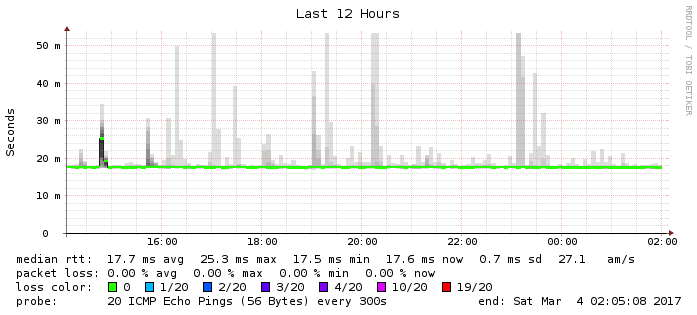 Last 12 Hours
RRDTOOL / TOBI OETIKER
Seconds
50 m
40 m
30 m
20 m
10 m
0
16:00 18:00 20:00 22:00 00:00 02:00
median rtt: 17.7 ms avg 25.3 ms max 17.5 ms min 17.6 ms now 0.7 ms sd 27.1 am/s
packet loss: 0.00 % avg 0.00 % max 0.00 % min 0.00 % now
loss color: 0 1/20 2/20 3/20 4/20 10/20 19/20
probe: 20 ICMP Echo Pings (56 Bytes) every 300s end: Sat Mar 4 02:05:08 2017